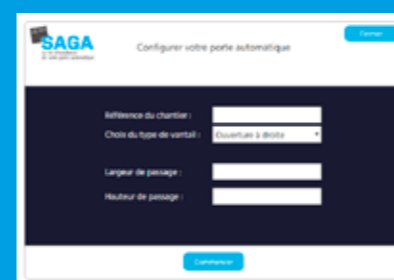 SAGA
Configurer votre porte automatique
Fermer
Référence du chantier :
Choix du type de vantail : Ouverture à droite
Largeur de passage :
Hauteur de passage :
Commencer